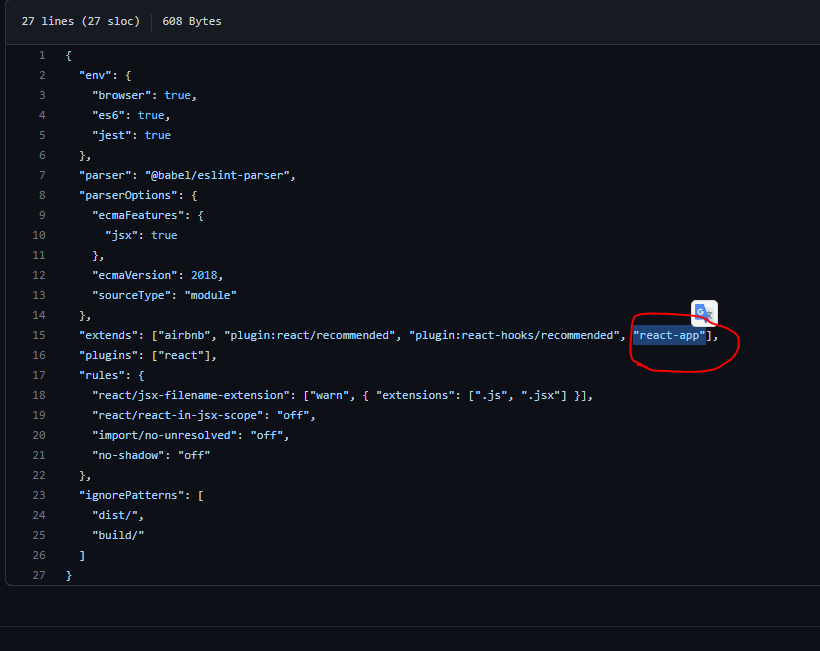 27 lines (27 sloc) 608 Bytes
1 {
2 "env": {
3 "browser": true,
4 "es6": true,
5 "jest": true
6 },
7 "parser": "@babel/eslint-parser",
8 "parserOptions": {
9 "ecmaFeatures": {
10 "jsx": true
11 },
12 "ecmaVersion": 2018,
13 "sourceType": "module"
14 },
15 "extends": ["airbnb", "plugin:react/recommended", "plugin:react-hooks/recommended", "react-app"],
16 "plugins": ["react"],
17 "rules": {
18 "react/jsx-filename-extension": ["warn", { "extensions": [".js", ".jsx"] }],
19 "react/react-in-jsx-scope": "off",
20 "import/no-unresolved": "off",
21 "no-shadow": "off"
22 },
23 "ignorePatterns": [
24 "dist/",
25 "build/"
26 ]
27 }